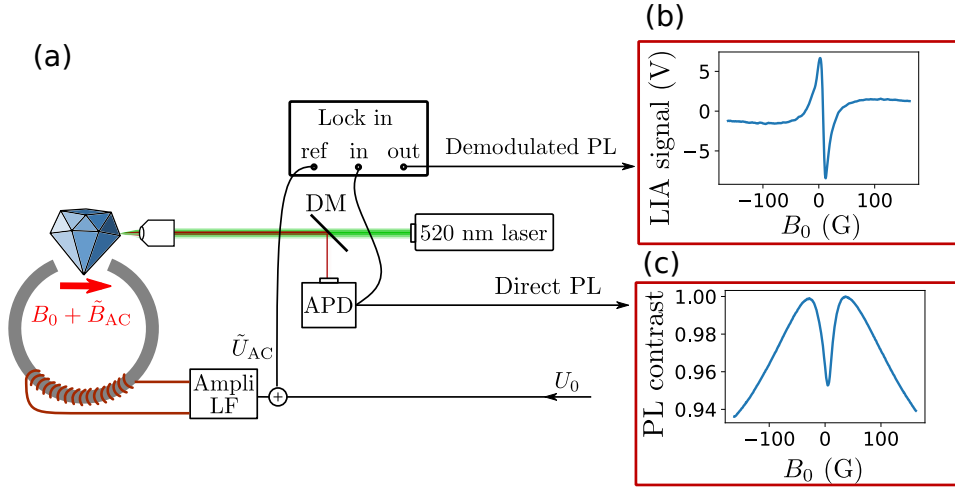 (a)
Lock in
ref in out
Demodulated PL
DM
520 nm laser
APD
Direct PL
B₀ + B̃_AC
Ũ_AC
Ampli
LF
+
U₀
(b)
LIA signal (V)
5
0
−5
−100 0 100
B₀ (G)
(c)
PL contrast
1.00
0.98
0.96
0.94
−100 0 100
B₀ (G)